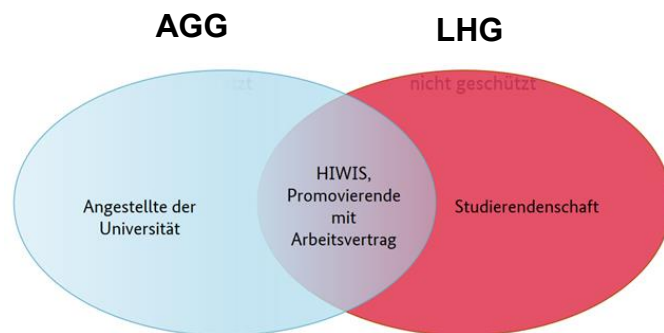 AGG
LHG
nicht geschützt
HIWIS,
Promovierende
mit
Arbeitsvertrag
Angestellte der
Universität
Studierendenschaft